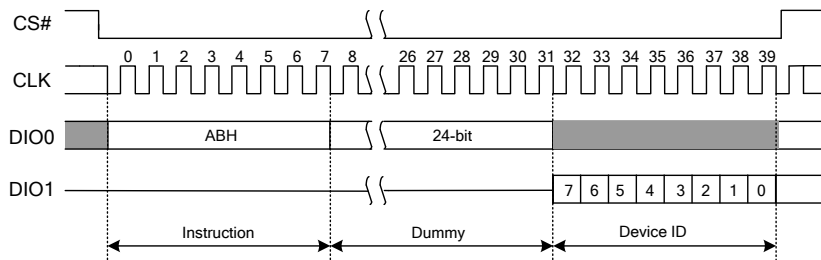 CS#
0 1 2 3 4 5 6 7 8 26 27 28 29 30 31 32 33 34 35 36 37 38 39
CLK
DIO0 ABH 24-bit
DIO1 7 6 5 4 3 2 1 0
Instruction Dummy Device ID